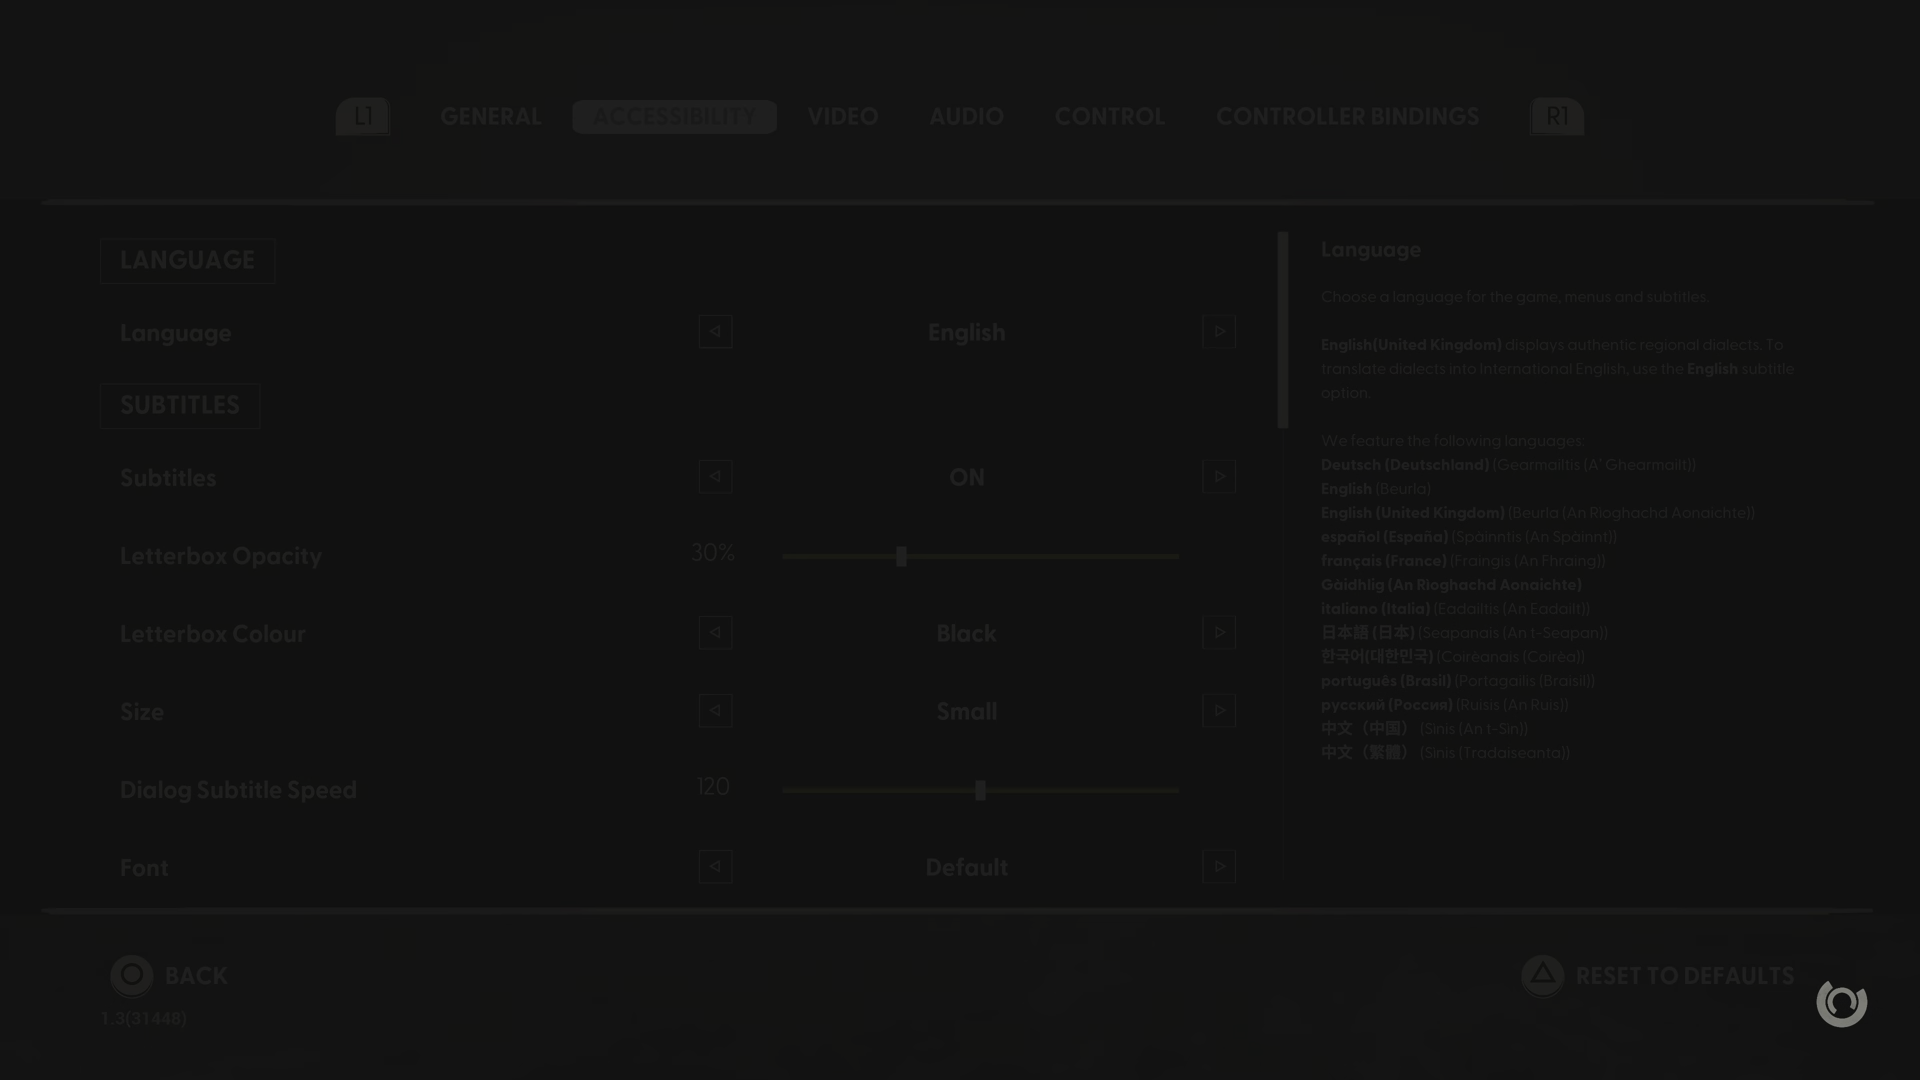 L1 GENERAL ACCESSIBILITY VIDEO AUDIO CONTROL CONTROLLER BINDINGS R1
LANGUAGE
Language English
SUBTITLES
Subtitles ON
Letterbox Opacity 30%
Letterbox Colour Black
Size Small
Dialog Subtitle Speed 120
Font Default
Language
Choose a language for the game, menus and subtitles.
English(United Kingdom) displays authentic regional dialects. To
translate dialects into International English, use the English subtitle
option.
We feature the following languages:
Deutsch (Deutschland) (Gearmailtis (A' Ghearmailt))
English (Beurla)
English (United Kingdom) (Beurla (An Rìoghachd Aonaichte))
español (España) (Spàinntis (An Spàinnt))
français (France) (Fraingis (An Fhraing))
Gàidhlig (An Rìoghachd Aonaichte)
italiano (Italia) (Eadailtis (An Eadailt))
日本語 (日本) (Seapanais (An t-Seapan))
한국어(대한민국) (Coirèanais (Coirèa))
português (Brasil) (Portagailis (Braisil))
русский (Россия) (Ruisis (An Ruis))
中文（中国） (Sìnis (An t-Sìn))
中文（繁體） (Sìnis (Tradaiseanta))
BACK
RESET TO DEFAULTS
1.3(31448)